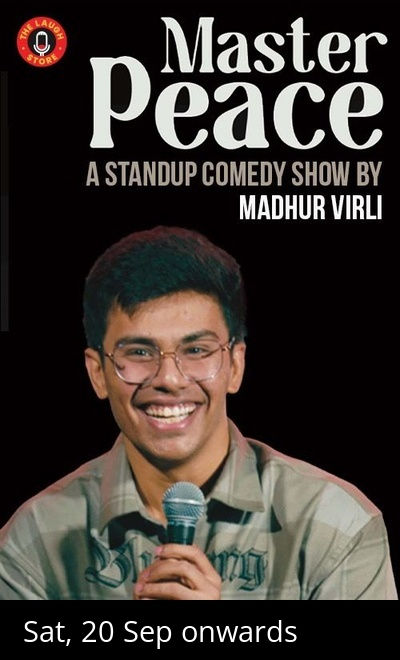 THE LAUGH
STORE
Master
Peace
A STANDUP COMEDY SHOW BY
MADHUR VIRLI
Sat, 20 Sep onwards